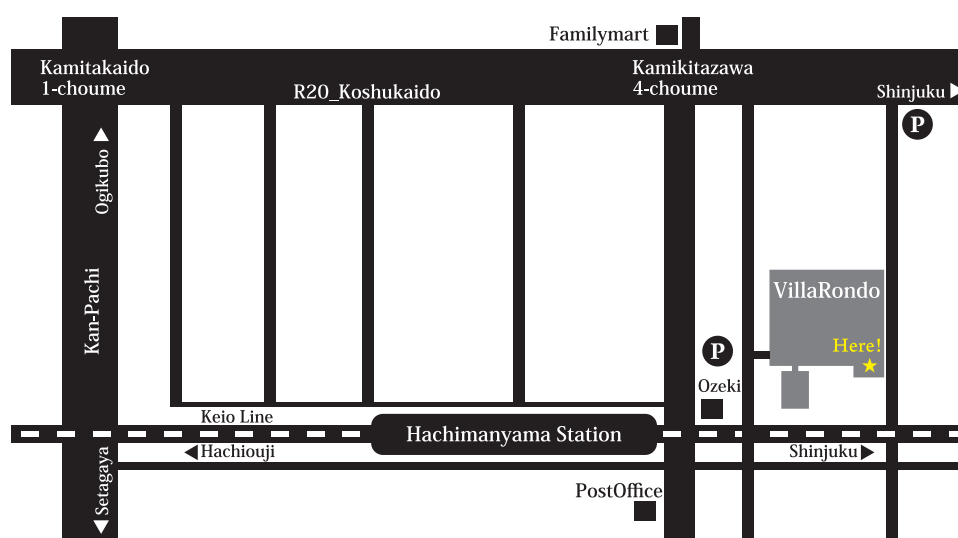 Familymart
Kamitakaido
1-choume
Kamikitazawa
4-choume
R20_Koshukaido
Shinjuku
P
Ogikubo
Kan-Pachi
VillaRondo
Here!
P
Ozeki
Keio Line
Hachimanyama Station
Hachiouji
Shinjuku
Setagaya
PostOffice